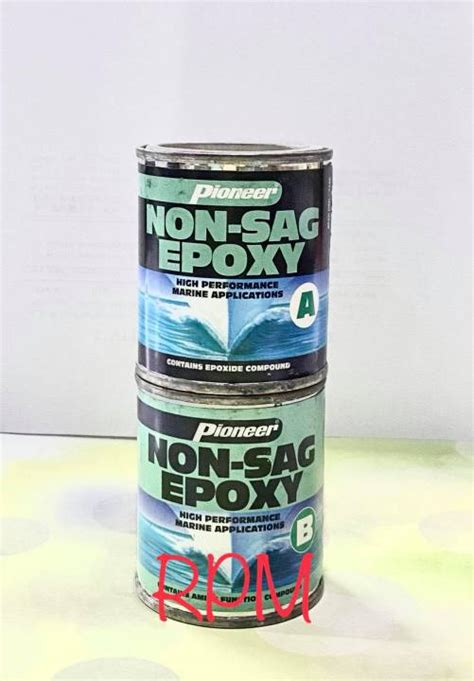 Pioneer
NON-SAG
EPOXY
HIGH PERFORMANCE
MARINE APPLICATIONS
A
CONTAINS EPOXIDE COMPOUND
Pioneer
NON-SAG
EPOXY
HIGH PERFORMANCE
MARINE APPLICATIONS
B
RPM
CONTAINS